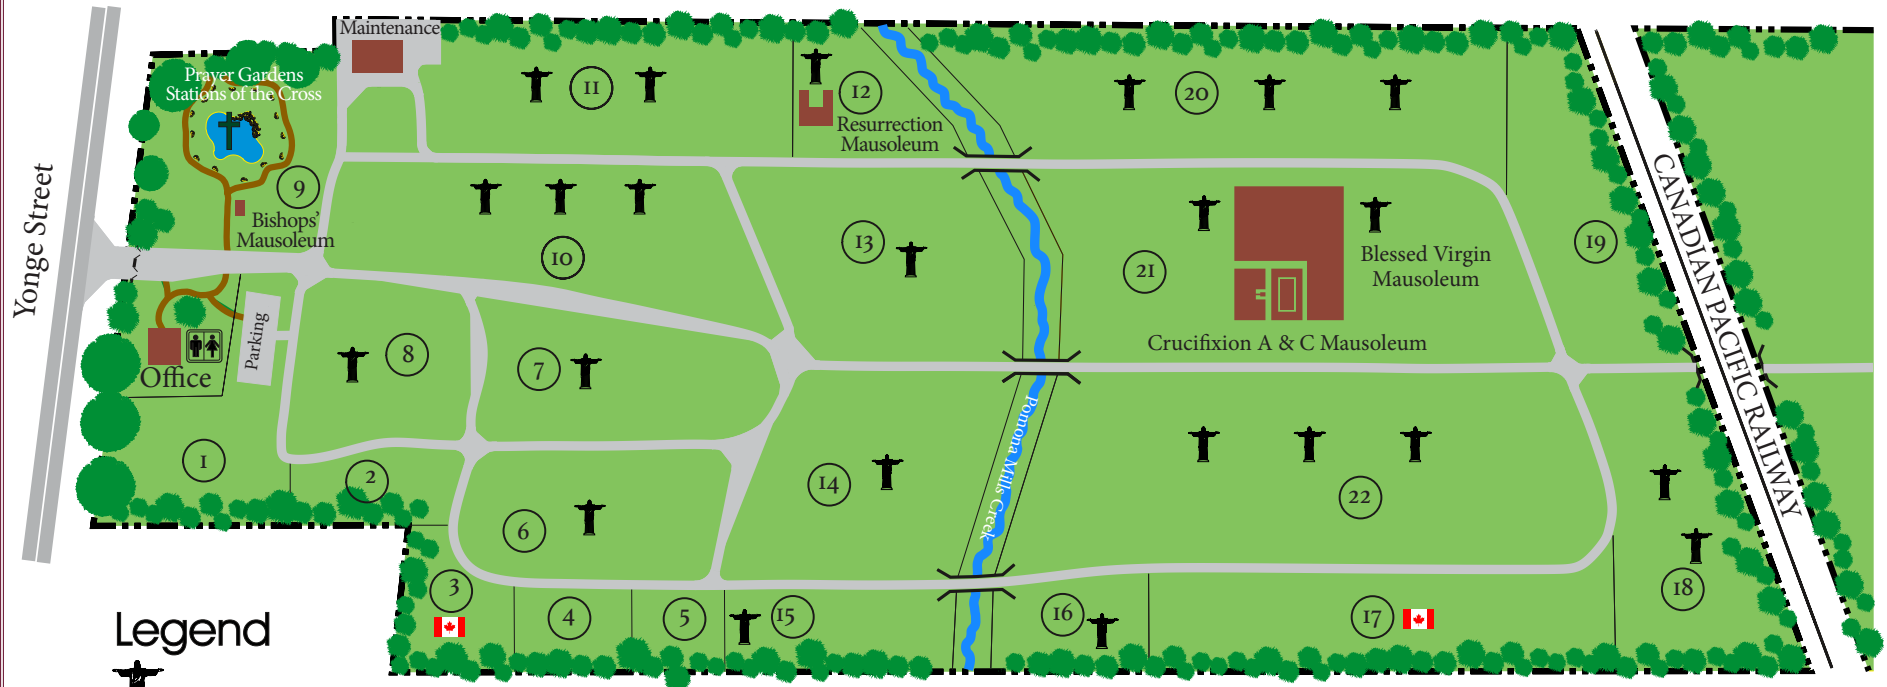 Maintenance
Prayer Gardens
Stations of the Cross
11
12
Resurrection
Mausoleum
20
9
Bishops'
Mausoleum
10
13
21
Blessed Virgin
Mausoleum
Crucifixion A & C Mausoleum
19
CANADIAN PACIFIC RAILWAY
Yonge Street
Office
Parking
8
7
1
2
6
14
Pomona Mills Creek
22
3
4
5
15
16
17
18
Legend